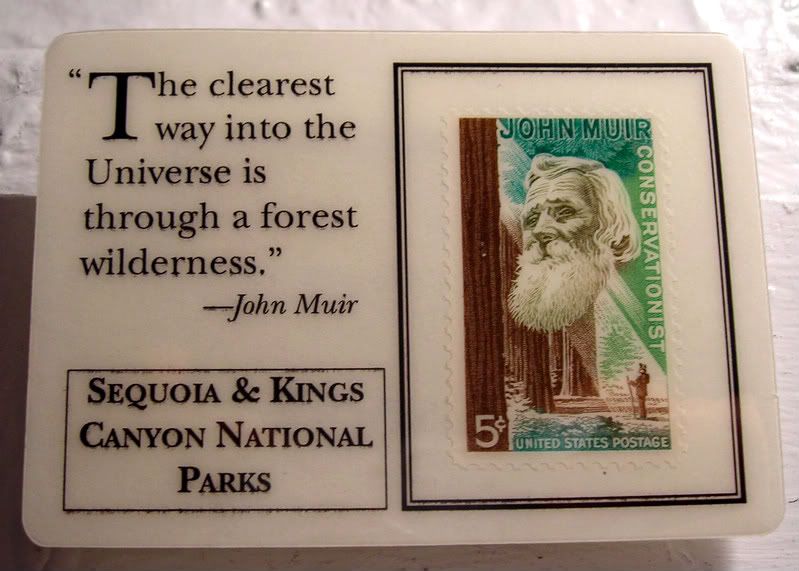 “The clearest
way into the
Universe is
through a forest
wilderness.”
—John Muir
SEQUOIA & KINGS
CANYON NATIONAL
PARKS
JOHN MUIR
CONSERVATIONIST
5¢
UNITED STATES POSTAGE